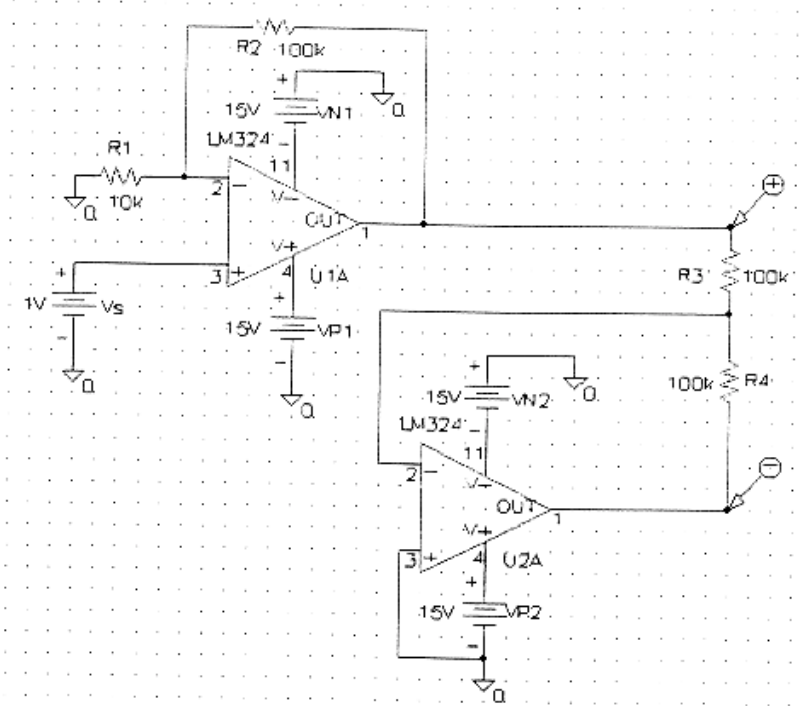 R2 100k
+
15V VN1
0
LM324
-
11
R1
10k
0
2
-
V-
OUT
1
V+
+
3
4
U1A
+
1V Vs
-
0
+
15V VP1
-
0
+
R3 100k
100k R4
+
15V VN2
0
LM324
-
11
2
-
V-
OUT
1
V+
+
3
4
U2A
-
+
15V VP2
-
0